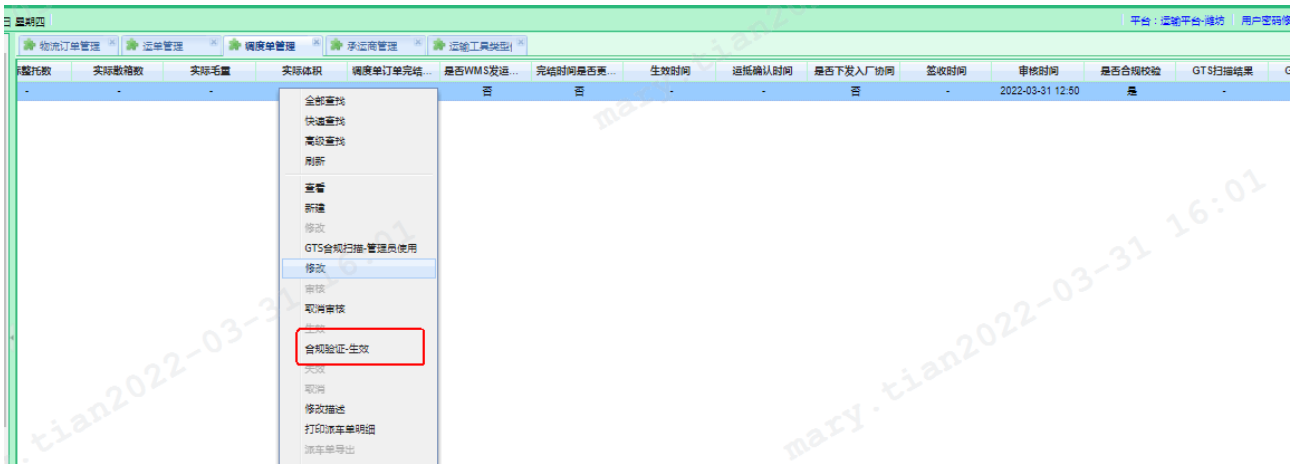 日 星期四
平台：运输平台-潍坊 用户密码修
物流订单管理 运单管理 调度单管理 承运商管理 运输工具类型(
际整托数 实际散箱数 实际毛重 实际体积 调度单订单完结... 是否WMS发运... 完结时间是否更... 生效时间 运抵确认时间 是否下发入厂协同 签收时间 审核时间 是否合规校验 GTS扫描结果 G
- - - 否 否 - - 否 - 2022-03-31 12:50 是 -
全部查找
快速查找
高级查找
刷新
查看
新建
修改
GTS合规扫描-管理员使用
修改
审核
取消审核
生效
合规验证-生效
失效
取消
修改描述
打印派车单明细
派车单导出
mary.tian2022-03-31 16:01